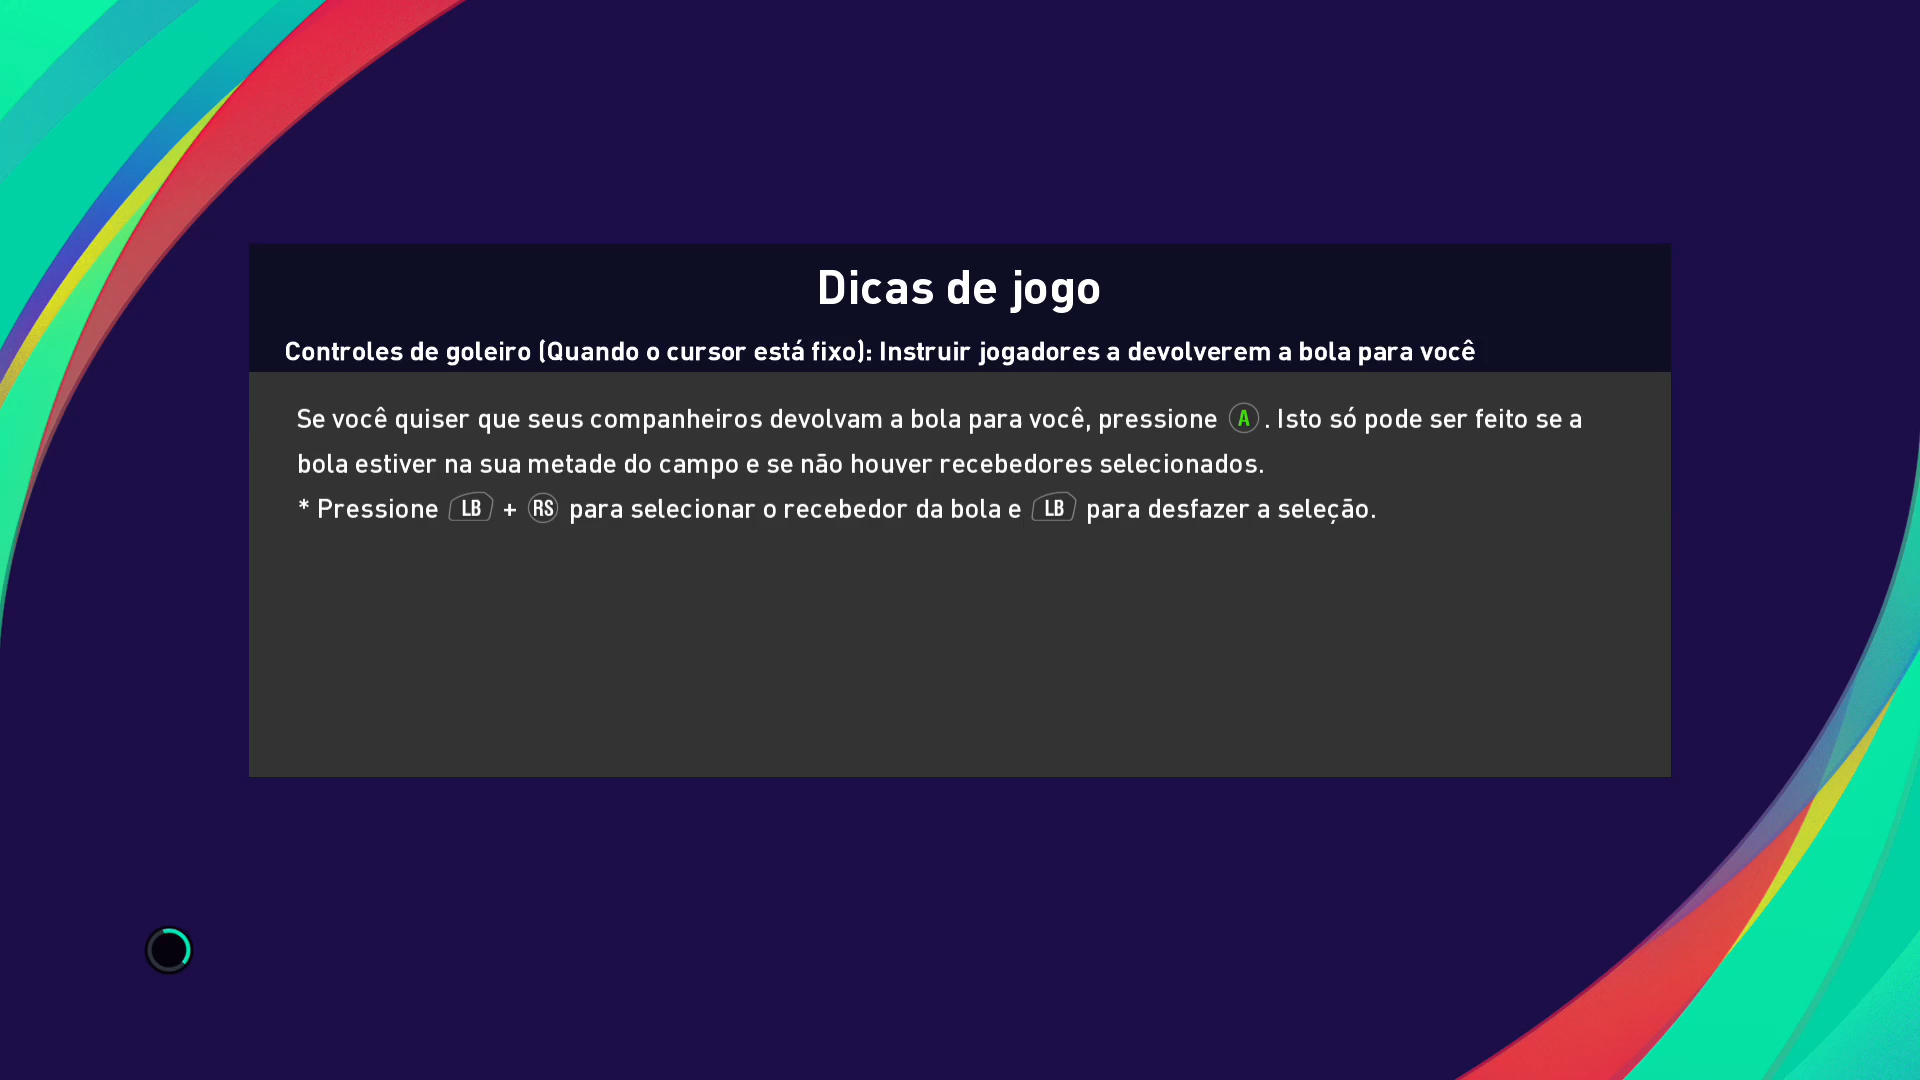 Dicas de jogo
Controles de goleiro (Quando o cursor está fixo): Instruir jogadores a devolverem a bola para você
Se você quiser que seus companheiros devolvam a bola para você, pressione A. Isto só pode ser feito se a
bola estiver na sua metade do campo e se não houver recebedores selecionados.
* Pressione LB + RS para selecionar o recebedor da bola e LB para desfazer a seleção.